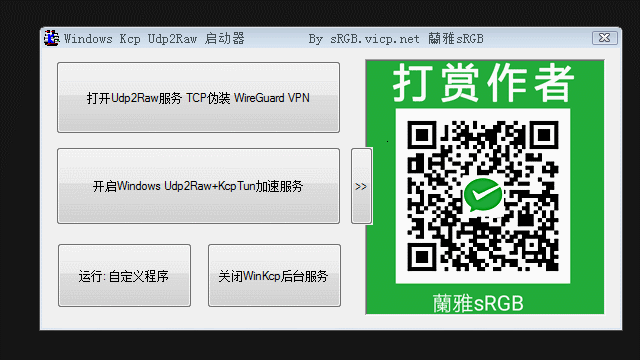 Windows Kcp Udp2Raw 启动器 By sRGB.vicp.net 蘭雅sRGB
打开Udp2Raw服务 TCP伪装 WireGuard VPN
打赏作者
开启Windows Udp2Raw+KcpTun加速服务
>>
运行: 自定义程序
关闭WinKcp后台服务
蘭雅sRGB